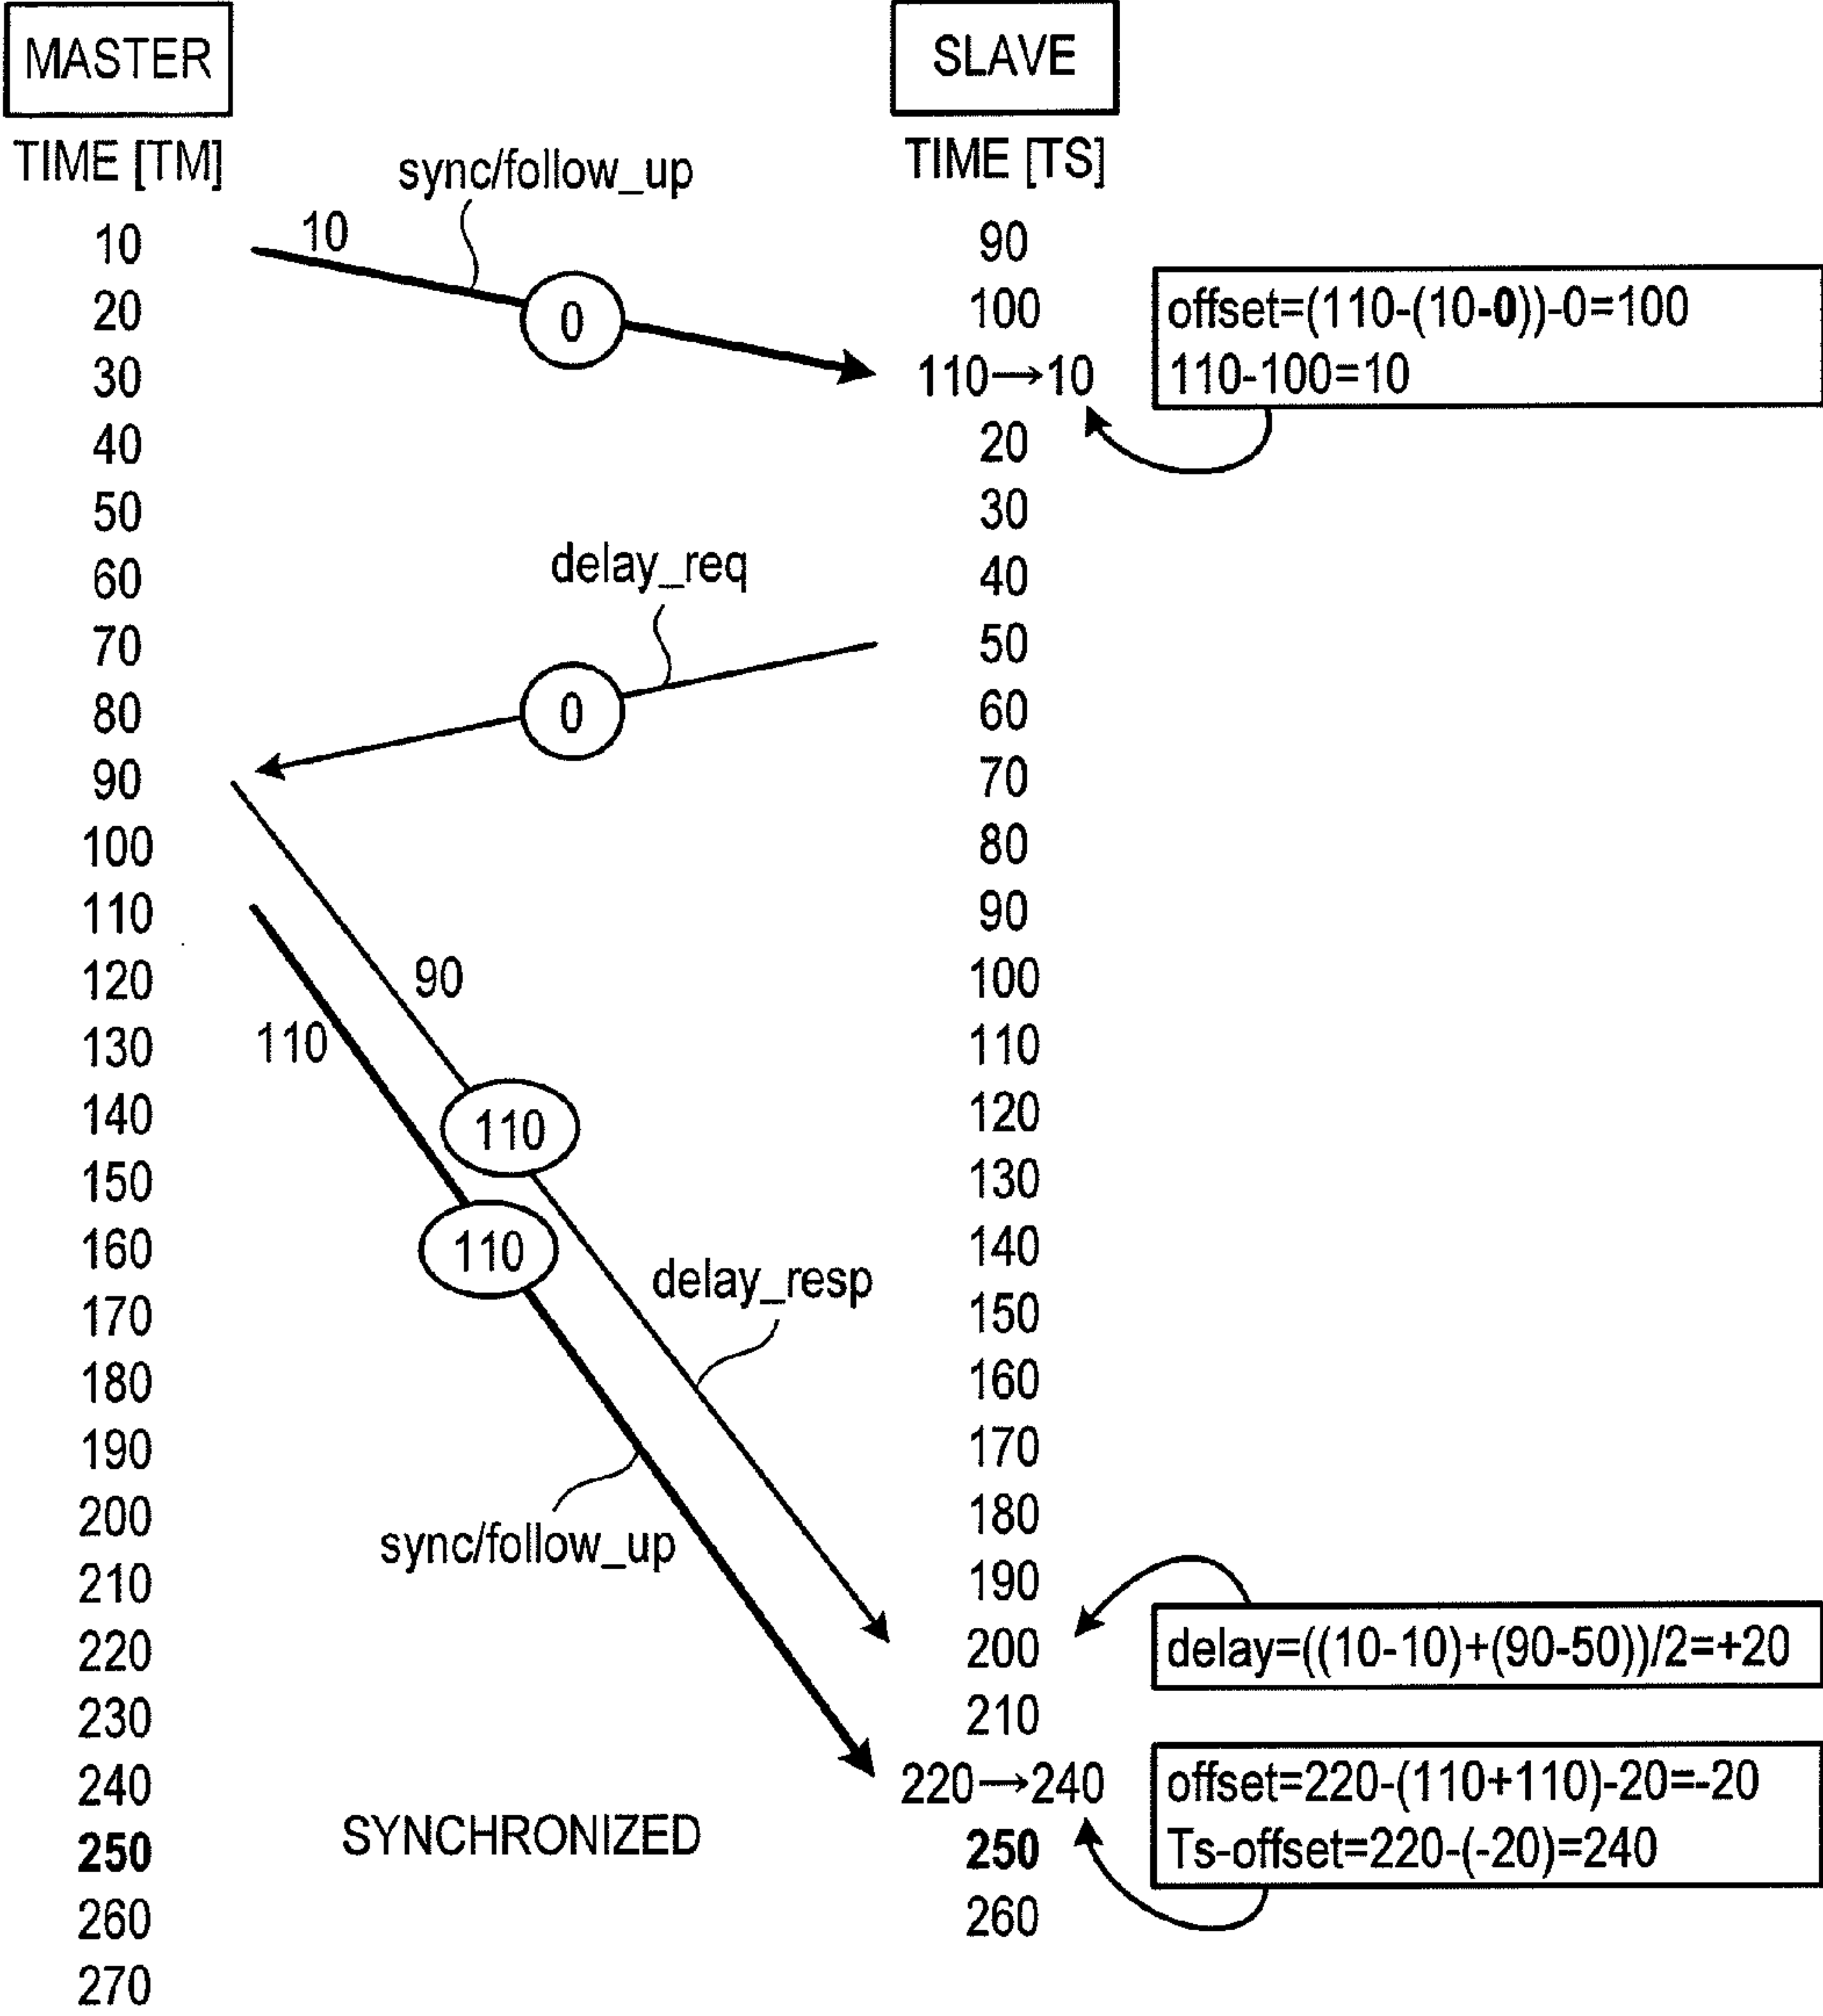 MASTER SLAVE
TIME [TM] sync/follow_up TIME [TS]
10 10 90
20 0 100 offset=(110-(10-0))-0=100
30 110→10 110-100=10
40 20
50 30
60 delay_req 40
70 50
80 0 60
90 70
100 80
110 90
120 90 100
130 110 110
140 110 120
150 130
160 110 140
170 delay_resp 150
180 160
190 170
200 sync/follow_up 180
210 190
220 200 delay=((10-10)+(90-50))/2=+20
230 210
240 220→240 offset=220-(110+110)-20=-20
250 SYNCHRONIZED 250 Ts-offset=220-(-20)=240
260 260
270